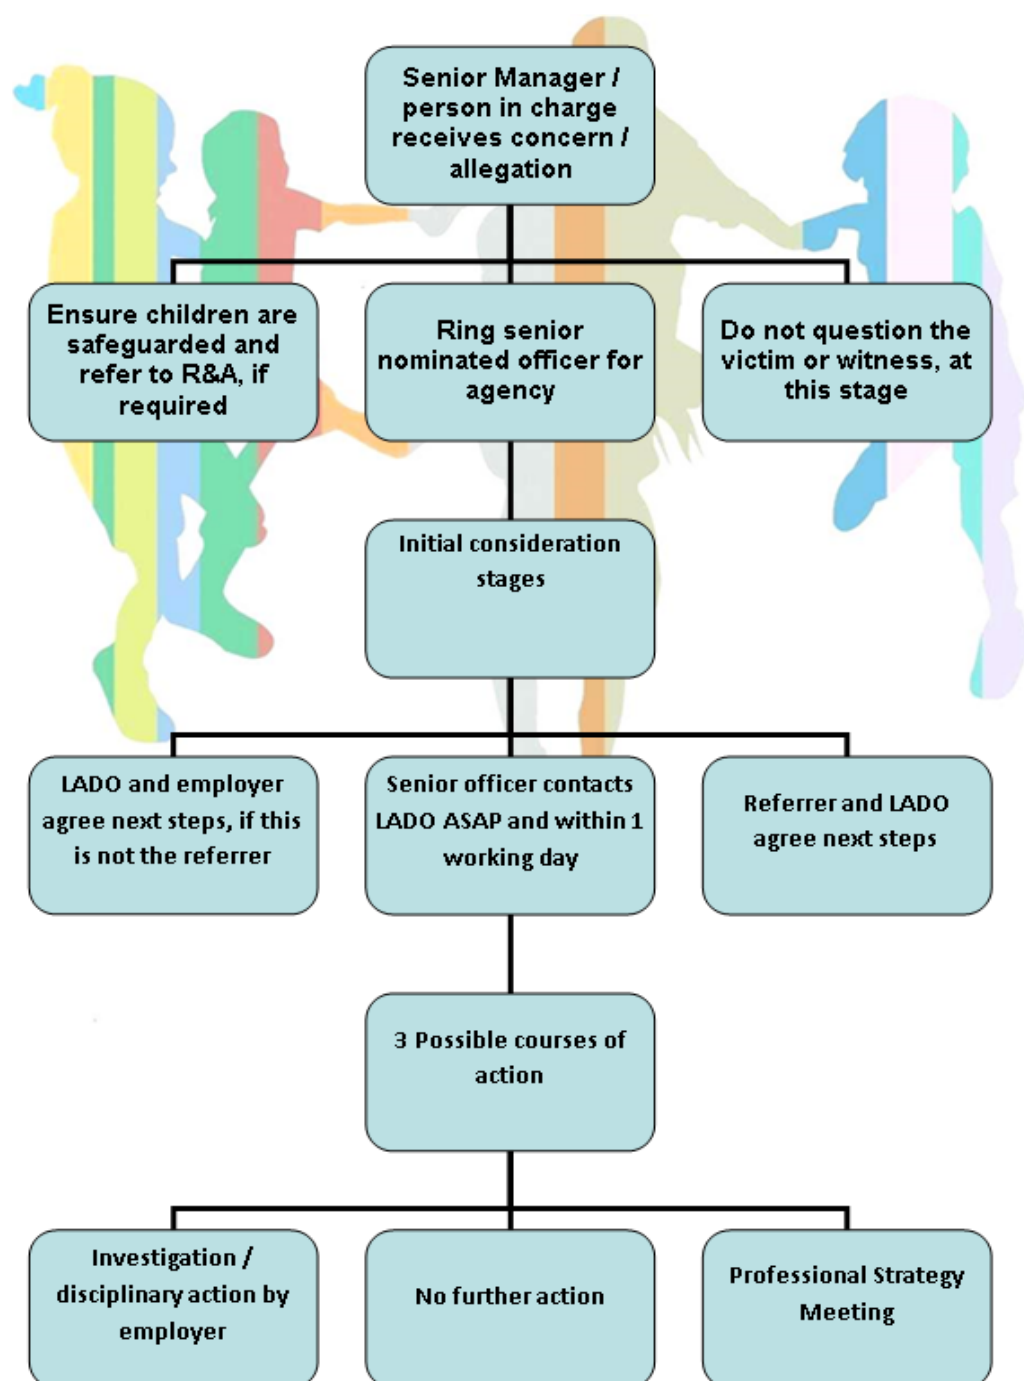 Senior Manager /
person in charge
receives concern /
allegation
Ensure children are
safeguarded and
refer to R&A, if
required
Ring senior
nominated officer for
agency
Do not question the
victim or witness, at
this stage
Initial consideration
stages
LADO and employer
agree next steps, if this
is not the referrer
Senior officer contacts
LADO ASAP and within 1
working day
Referrer and LADO
agree next steps
3 Possible courses of
action
Investigation /
disciplinary action by
employer
No further action
Professional Strategy
Meeting